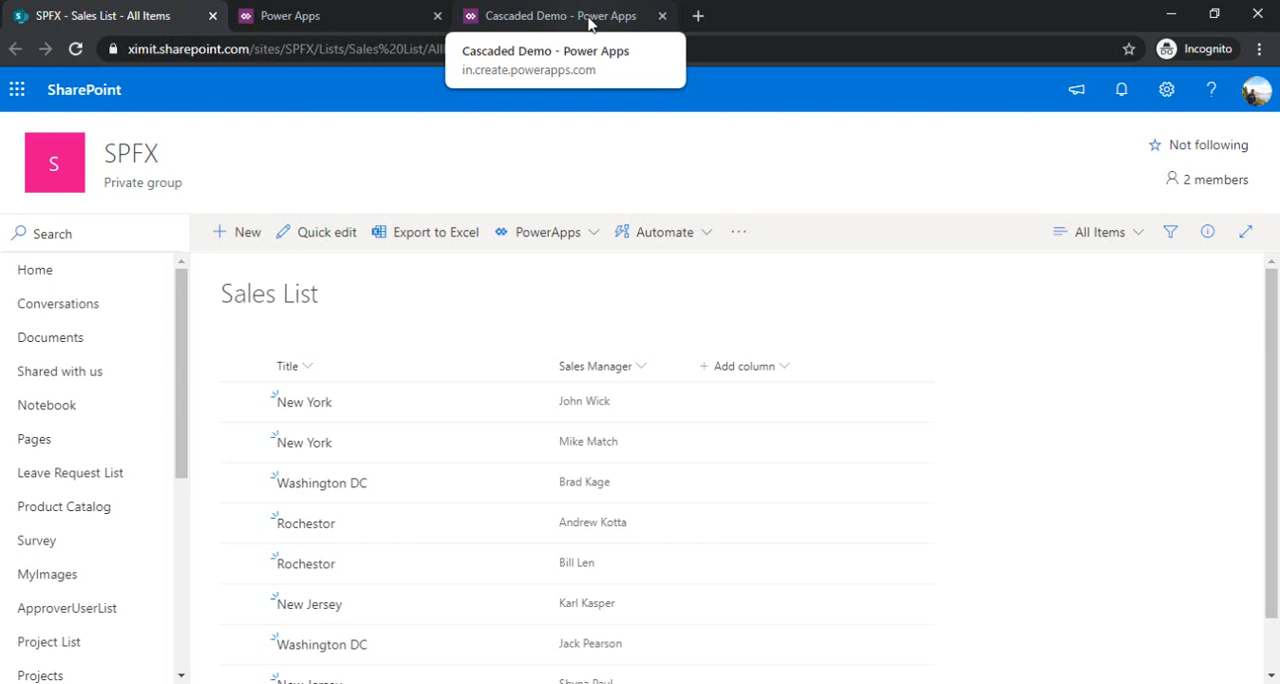 SPFX - Sales List - All Items
Power Apps
Cascaded Demo - Power Apps
ximit.sharepoint.com/sites/SPFX/Lists/Sales%20List/All
Incognito
Cascaded Demo - Power Apps
in.create.powerapps.com
SharePoint
S
SPFX
Private group
Not following
2 members
Search
New
Quick edit
Export to Excel
PowerApps
Automate
All Items
Home
Conversations
Documents
Shared with us
Notebook
Pages
Leave Request List
Product Catalog
Survey
MyImages
ApproverUserList
Project List
Projects
Sales List
Title Sales Manager Add column
New York John Wick
New York Mike Match
Washington DC Brad Kage
Rochestor Andrew Kotta
Rochestor Bill Len
New Jersey Karl Kasper
Washington DC Jack Pearson
New Jersey Shyna Paul